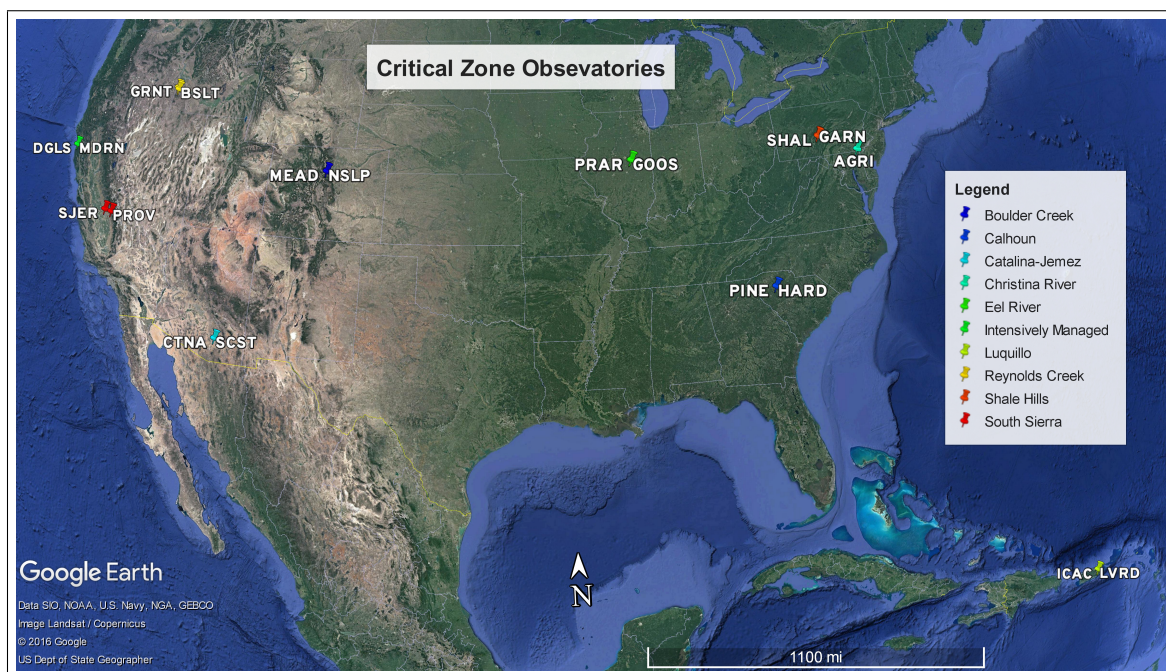 Critical Zone Obsevatories
GRNT BSLT
DGLS MDRN
SHAL GARN
AGRI
PRAR GOOS
MEAD NSLP
SJER PROV
Legend
Boulder Creek
Calhoun
Catalina-Jemez
Christina River
Eel River
Intensively Managed
Luquillo
Reynolds Creek
Shale Hills
South Sierra
PINE HARD
CTNA SCST
ICAC LVRD
N
Google Earth
Data SIO, NOAA, U.S. Navy, NGA, GEBCO
Image Landsat / Copernicus
© 2016 Google
US Dept of State Geographer
1100 mi